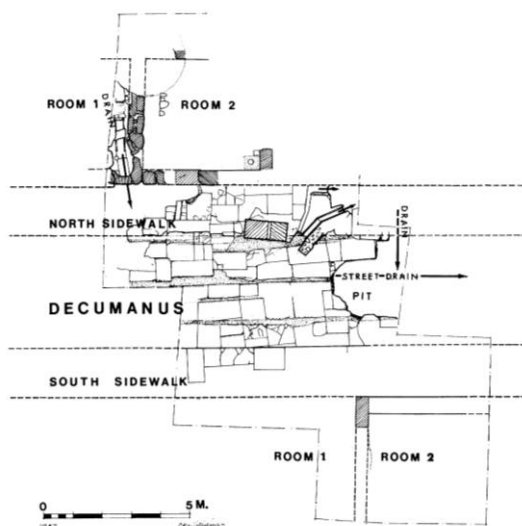 ROOM 1
DRAIN
ROOM 2
NORTH SIDEWALK
DRAIN
STREET DRAIN
PIT
DECUMANUS
SOUTH SIDEWALK
ROOM 1
ROOM 2
0 5 M.